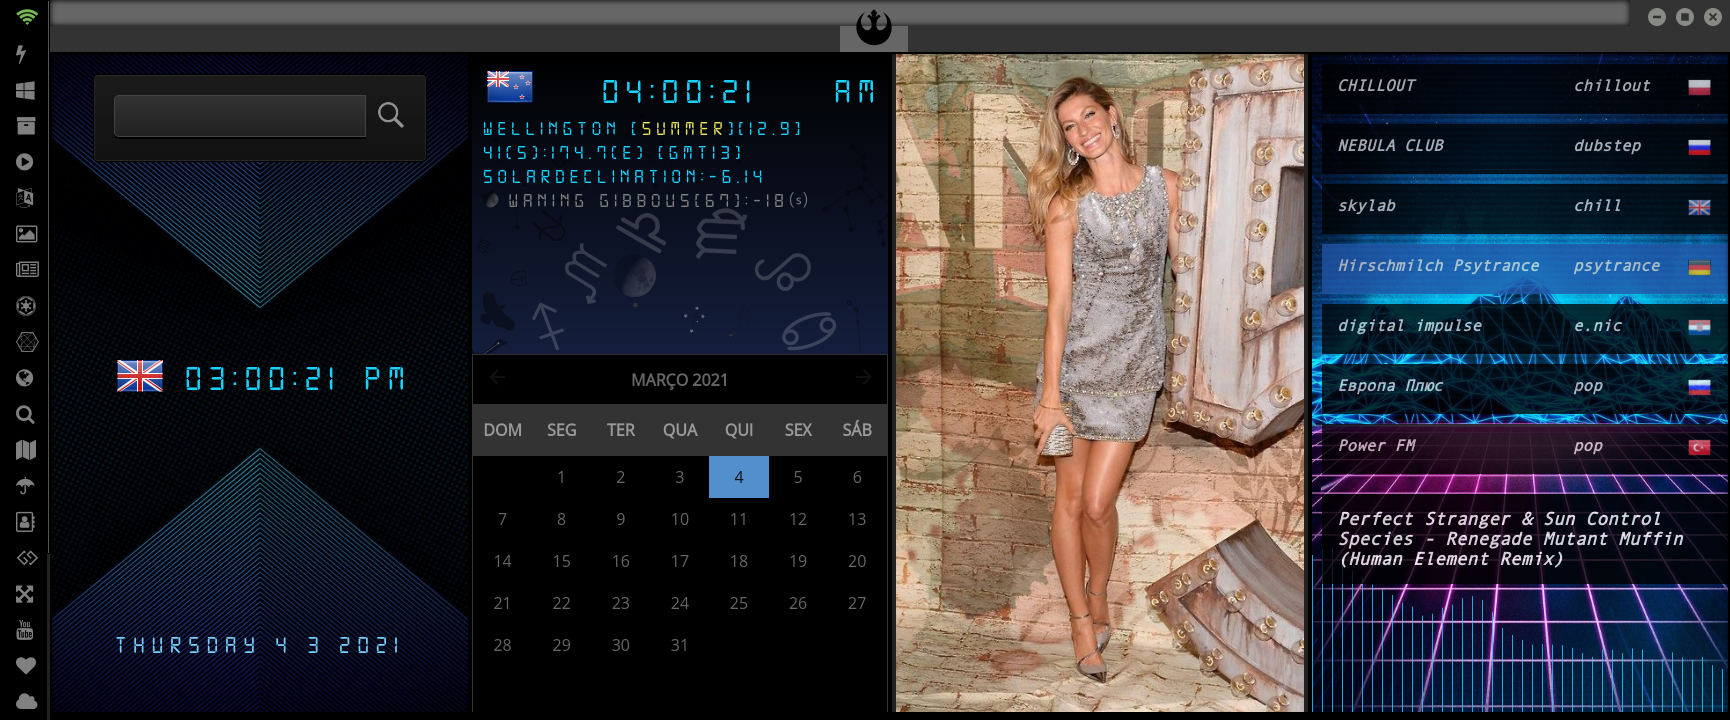 03:00:21 PM
THURSDAY 4 3 2021
04:00:21 AM
WELLINGTON [SUMMER][12.9]
41(S):174.7(E) [GMT13]
SOLARDECLINATION:-6.14
WANING GIBBOUS[67]:-18(s)
MARÇO 2021
DOM SEG TER QUA QUI SEX SÁB
1 2 3 4 5 6
7 8 9 10 11 12 13
14 15 16 17 18 19 20
21 22 23 24 25 26 27
28 29 30 31
CHILLOUT chillout
NEBULA CLUB dubstep
skylab chill
Hirschmilch Psytrance psytrance
digital impulse e.nic
Европа Плюс pop
Power FM pop
Perfect Stranger & Sun Control
Species - Renegade Mutant Muffin
(Human Element Remix)
You
Tube